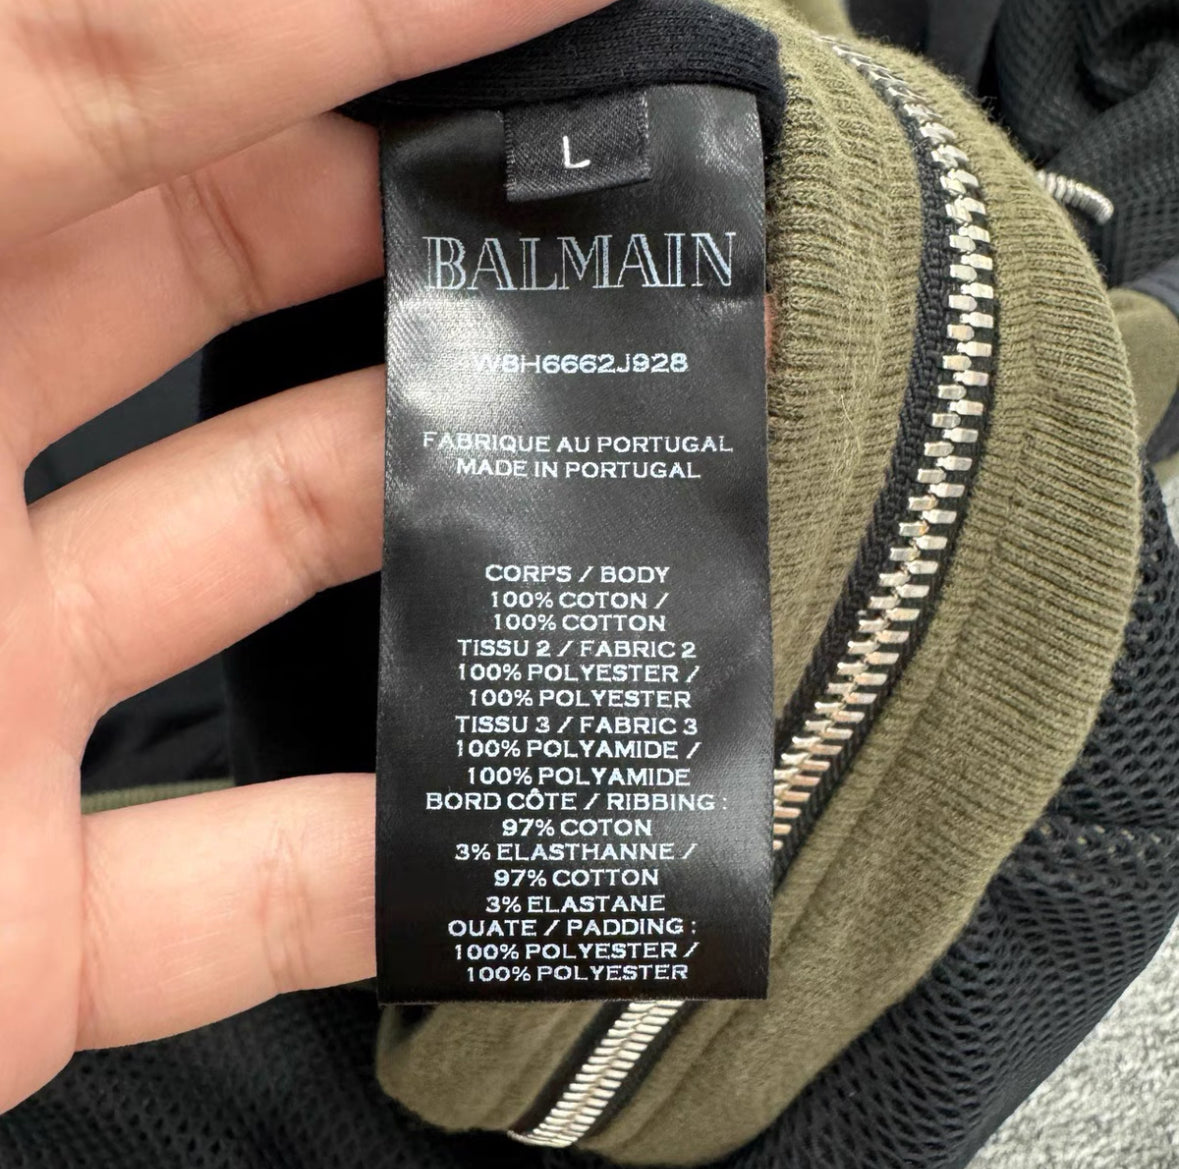 L
BALMAIN
W8H6662J928
FABRIQUE AU PORTUGAL
MADE IN PORTUGAL
CORPS / BODY
100% COTON /
100% COTTON
TISSU 2 / FABRIC 2
100% POLYESTER /
100% POLYESTER
TISSU 3 / FABRIC 3
100% POLYAMIDE /
100% POLYAMIDE
BORD CÔTE / RIBBING :
97% COTON
3% ELASTHANNE /
97% COTTON
3% ELASTANE
OUATE / PADDING :
100% POLYESTER /
100% POLYESTER